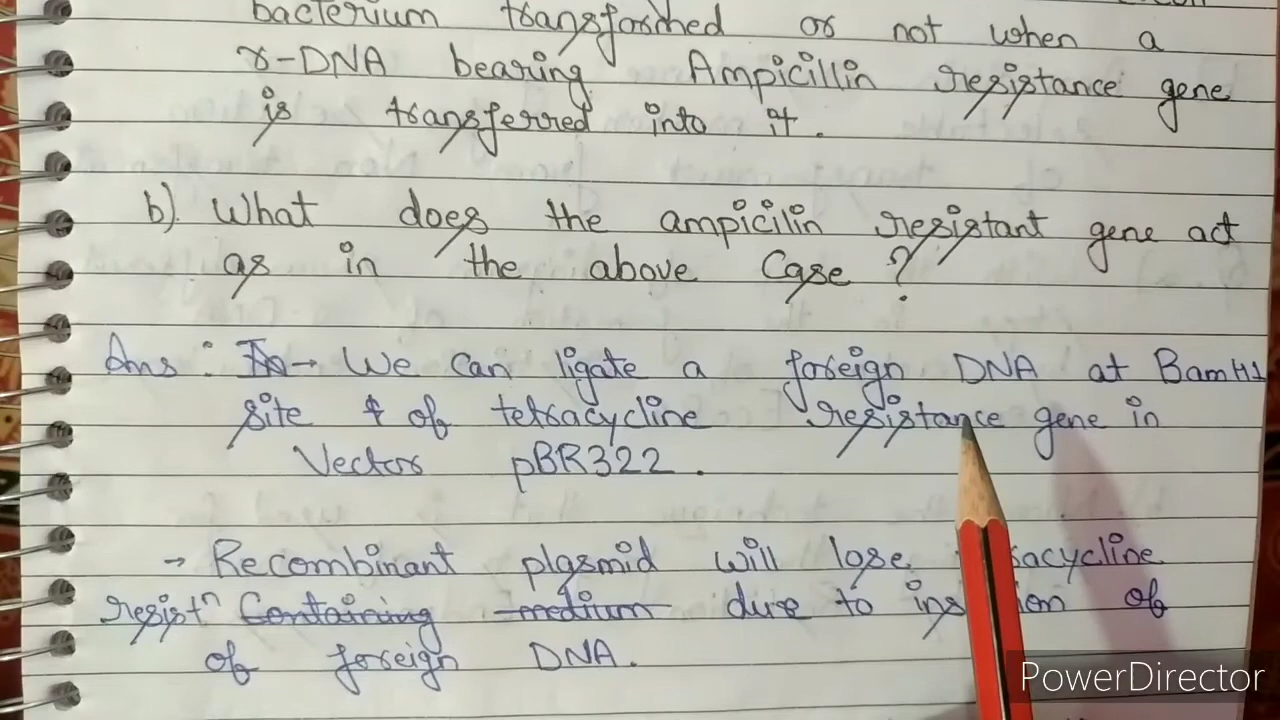 bacterium transformed or not when a
r-DNA bearing Ampicillin resistance gene
is transferred into it.
b). What does the ampicilin resistant gene act
as in the above Case ?
Ans : → We Can ligate a foreign DNA at BamH1
site of tetracycline resistance gene in
Vector pBR322.
→ Recombinant plasmid will lose
resistn Containing medium due to of
of foreign DNA.
PowerDirector